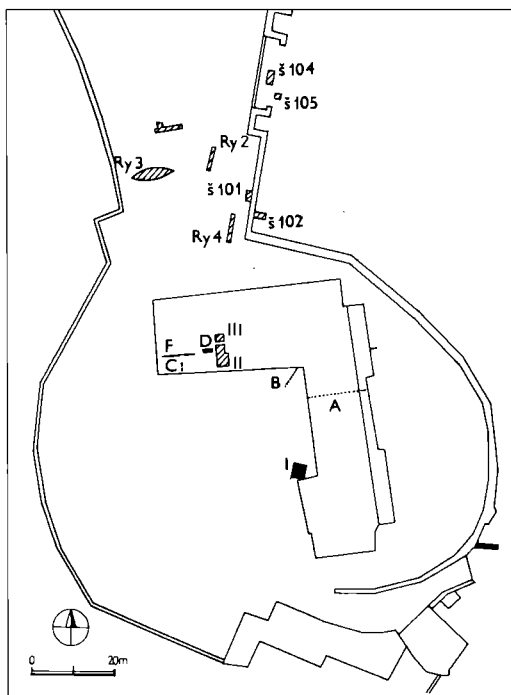 š 104
š 105
Ry 2
Ry 3
š 101
š 102
Ry 4
III
D
F
C1
II
B
A
I
0 20m